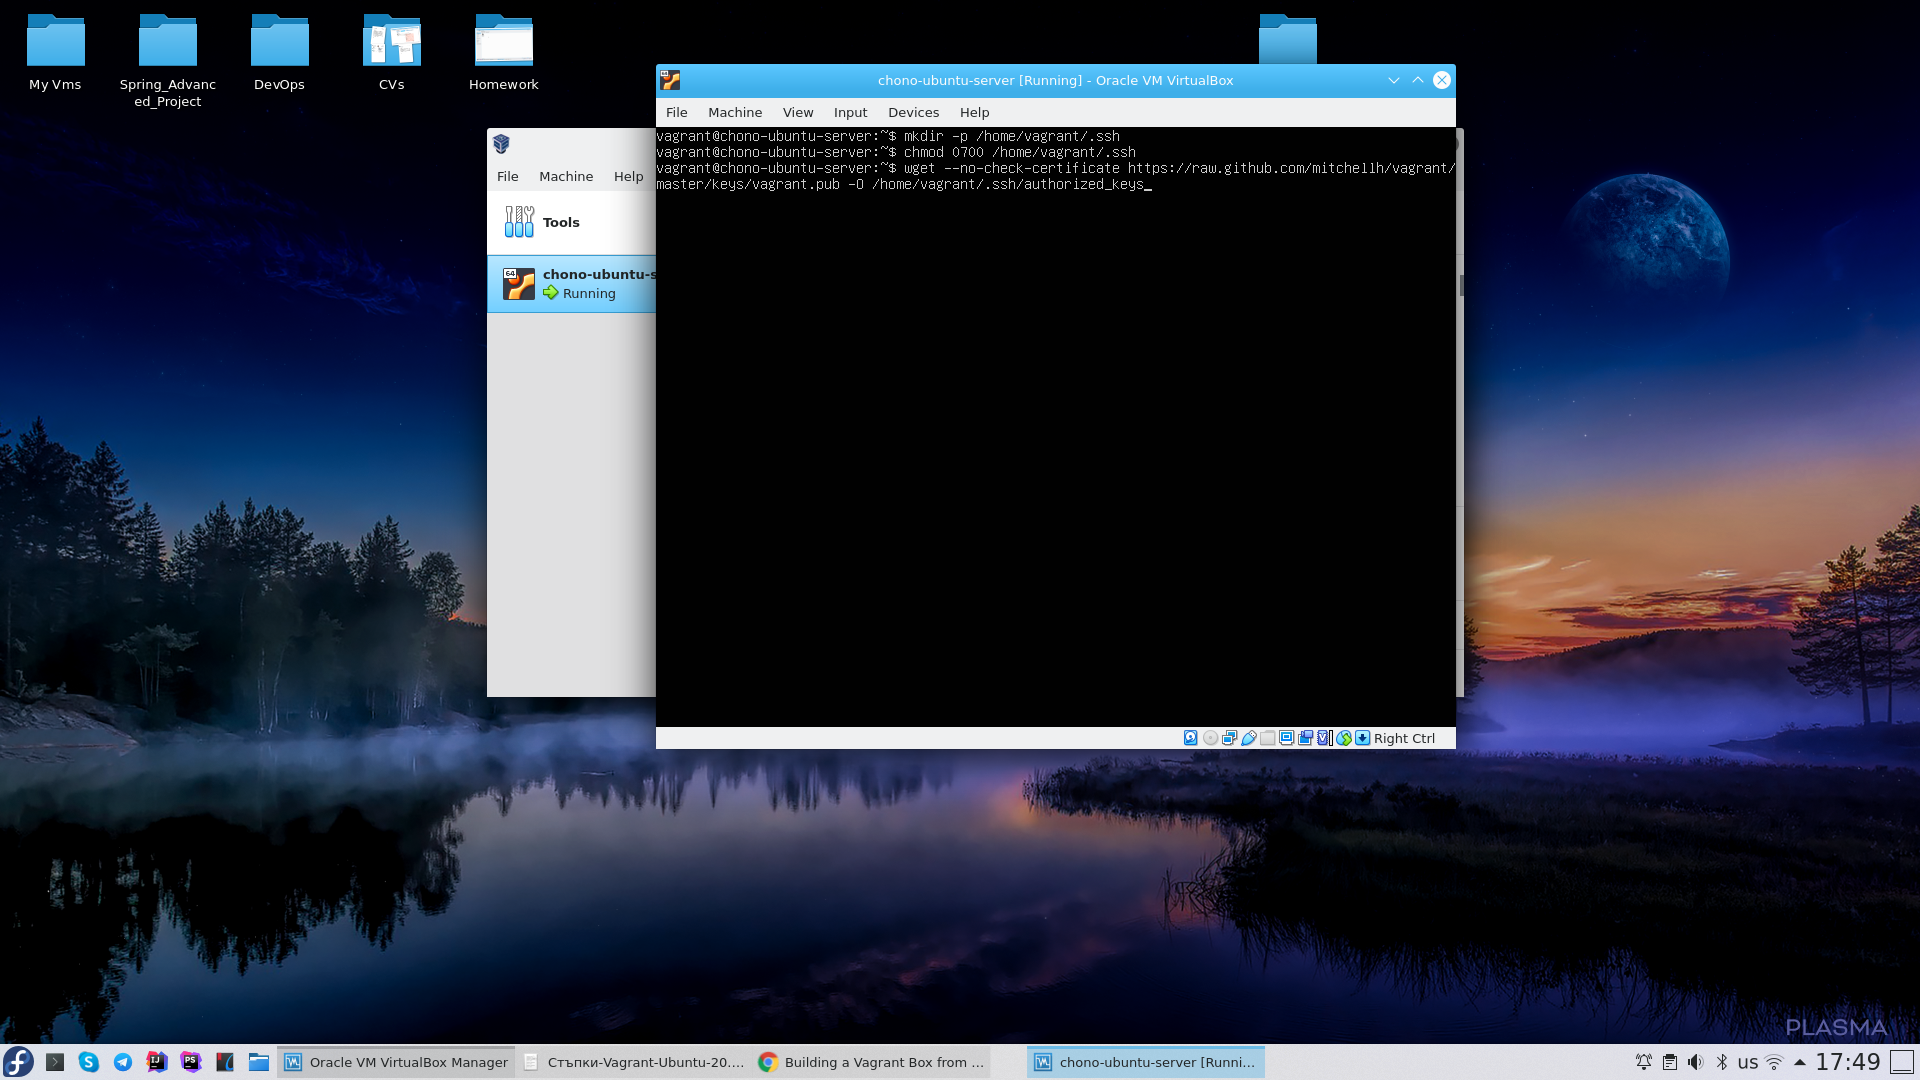 My Vms
Spring_Advanc
ed_Project
DevOps
CVs
Homework
chono-ubuntu-server [Running] - Oracle VM VirtualBox
File Machine View Input Devices Help
vagrant@chono-ubuntu-server:~$ mkdir -p /home/vagrant/.ssh
vagrant@chono-ubuntu-server:~$ chmod 0700 /home/vagrant/.ssh
vagrant@chono-ubuntu-server:~$ wget --no-check-certificate https://raw.github.com/mitchellh/vagrant/
master/keys/vagrant.pub -O /home/vagrant/.ssh/authorized_keys_
Right Ctrl
File Machine Help
Tools
64
chono-ubuntu-s
Running
PLASMA
Oracle VM VirtualBox Manager
Стъпки-Vagrant-Ubuntu-20....
Building a Vagrant Box from ...
chono-ubuntu-server [Runni...
us
17:49